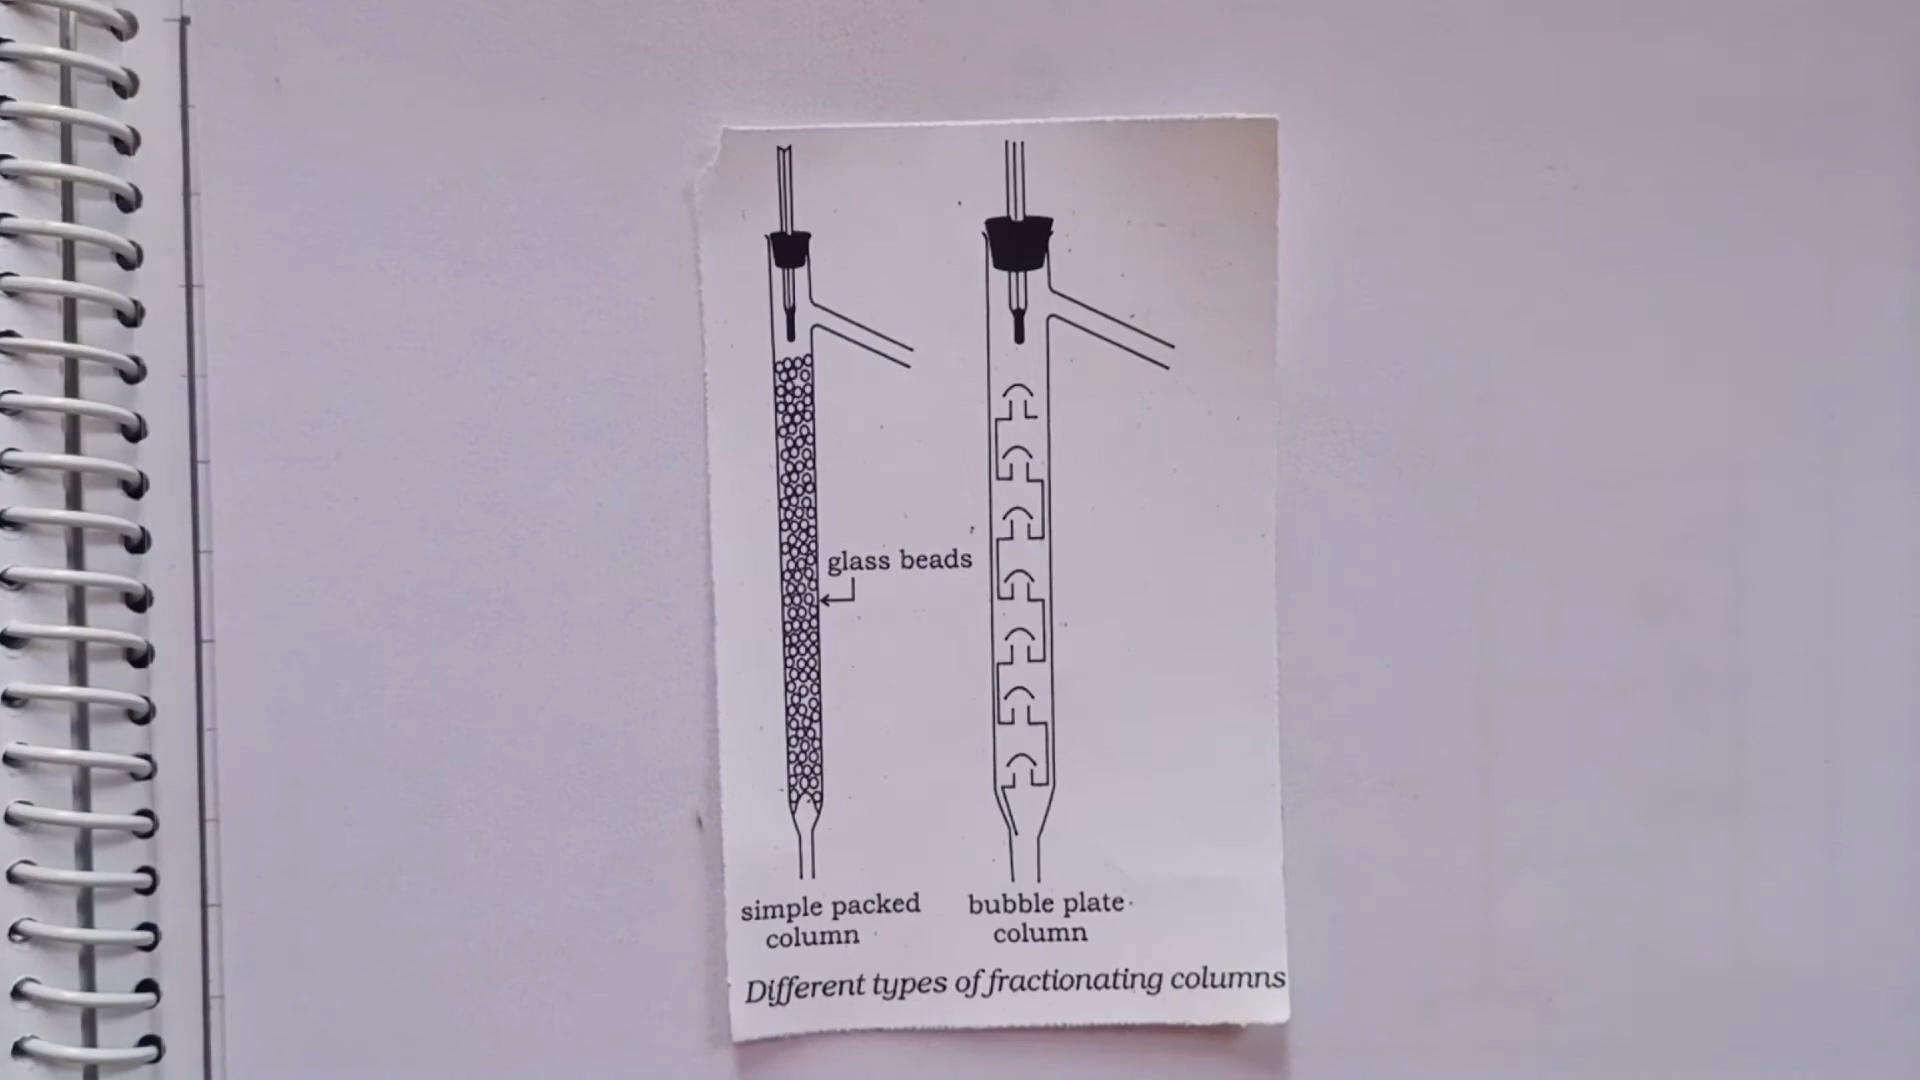 glass beads
simple packed
column
bubble plate
column
Different types of fractionating columns